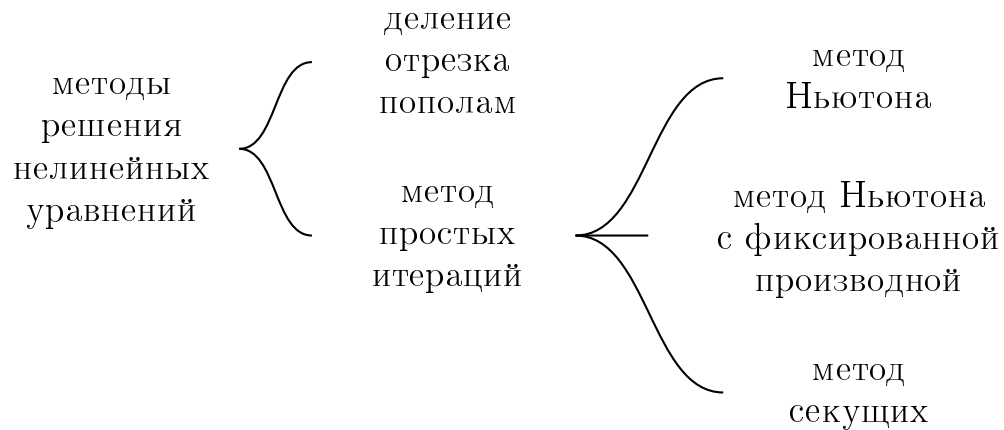 методы
решения
нелинейных
уравнений
деление
отрезка
пополам
метод
простых
итераций
метод
Ньютона
метод Ньютона
с фиксированной
производной
метод
секущих